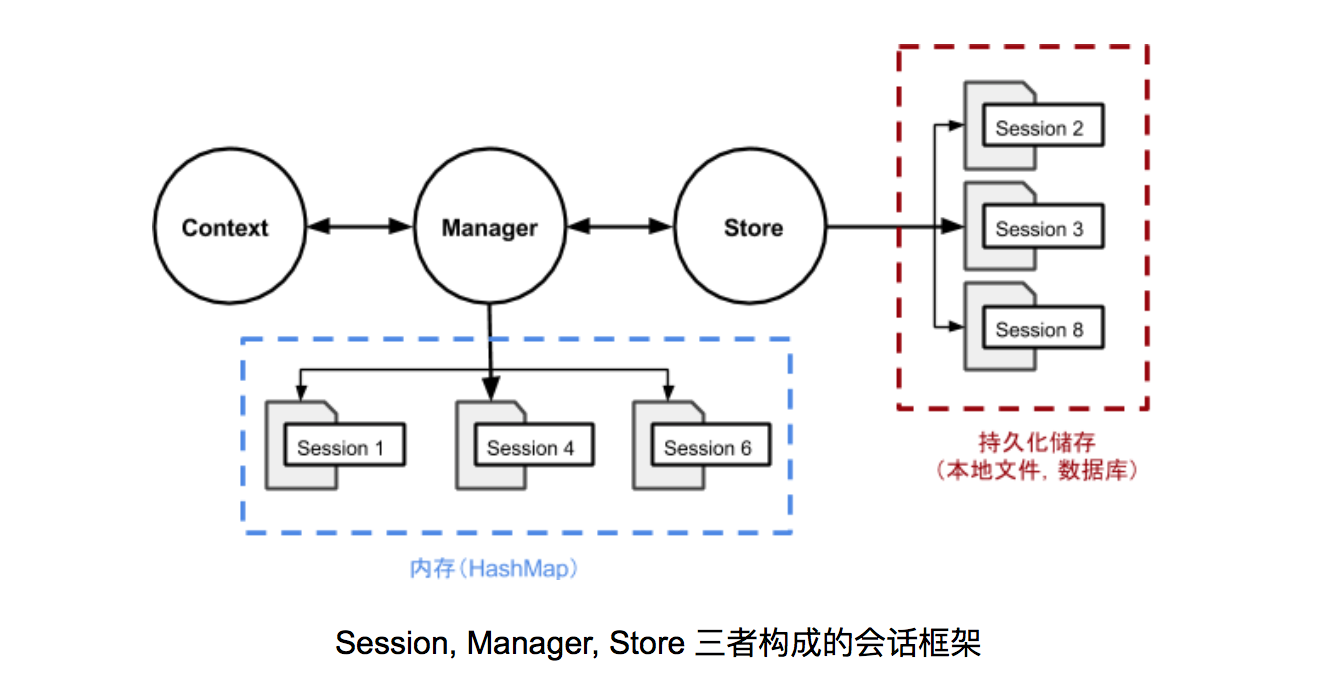 Context
Manager
Store
Session 2
Session 3
Session 8
持久化储存
（本地文件, 数据库）
Session 1
Session 4
Session 6
内存（HashMap）
Session, Manager, Store 三者构成的会话框架